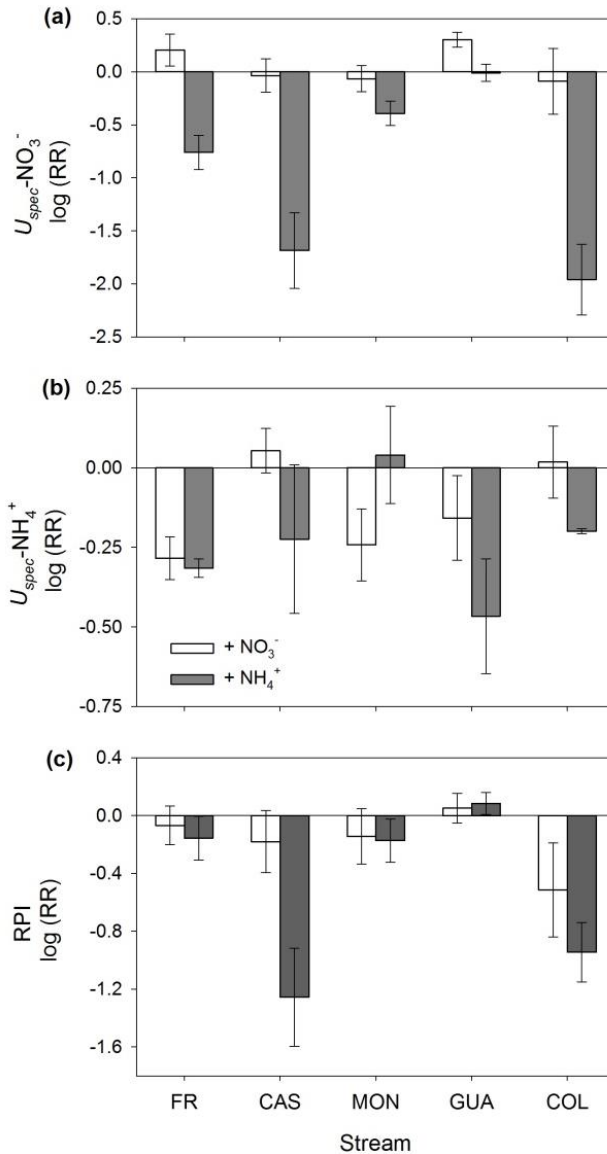 (a)
0.5
0.0
-0.5
-1.0
-1.5
-2.0
-2.5
Uspec-NO3-
log (RR)
(b)
0.25
0.00
-0.25
-0.50
-0.75
Uspec-NH4+
log (RR)
+ NO3-
+ NH4+
(c)
0.4
0.0
-0.4
-0.8
-1.2
-1.6
RPI
log (RR)
FR CAS MON GUA COL
Stream